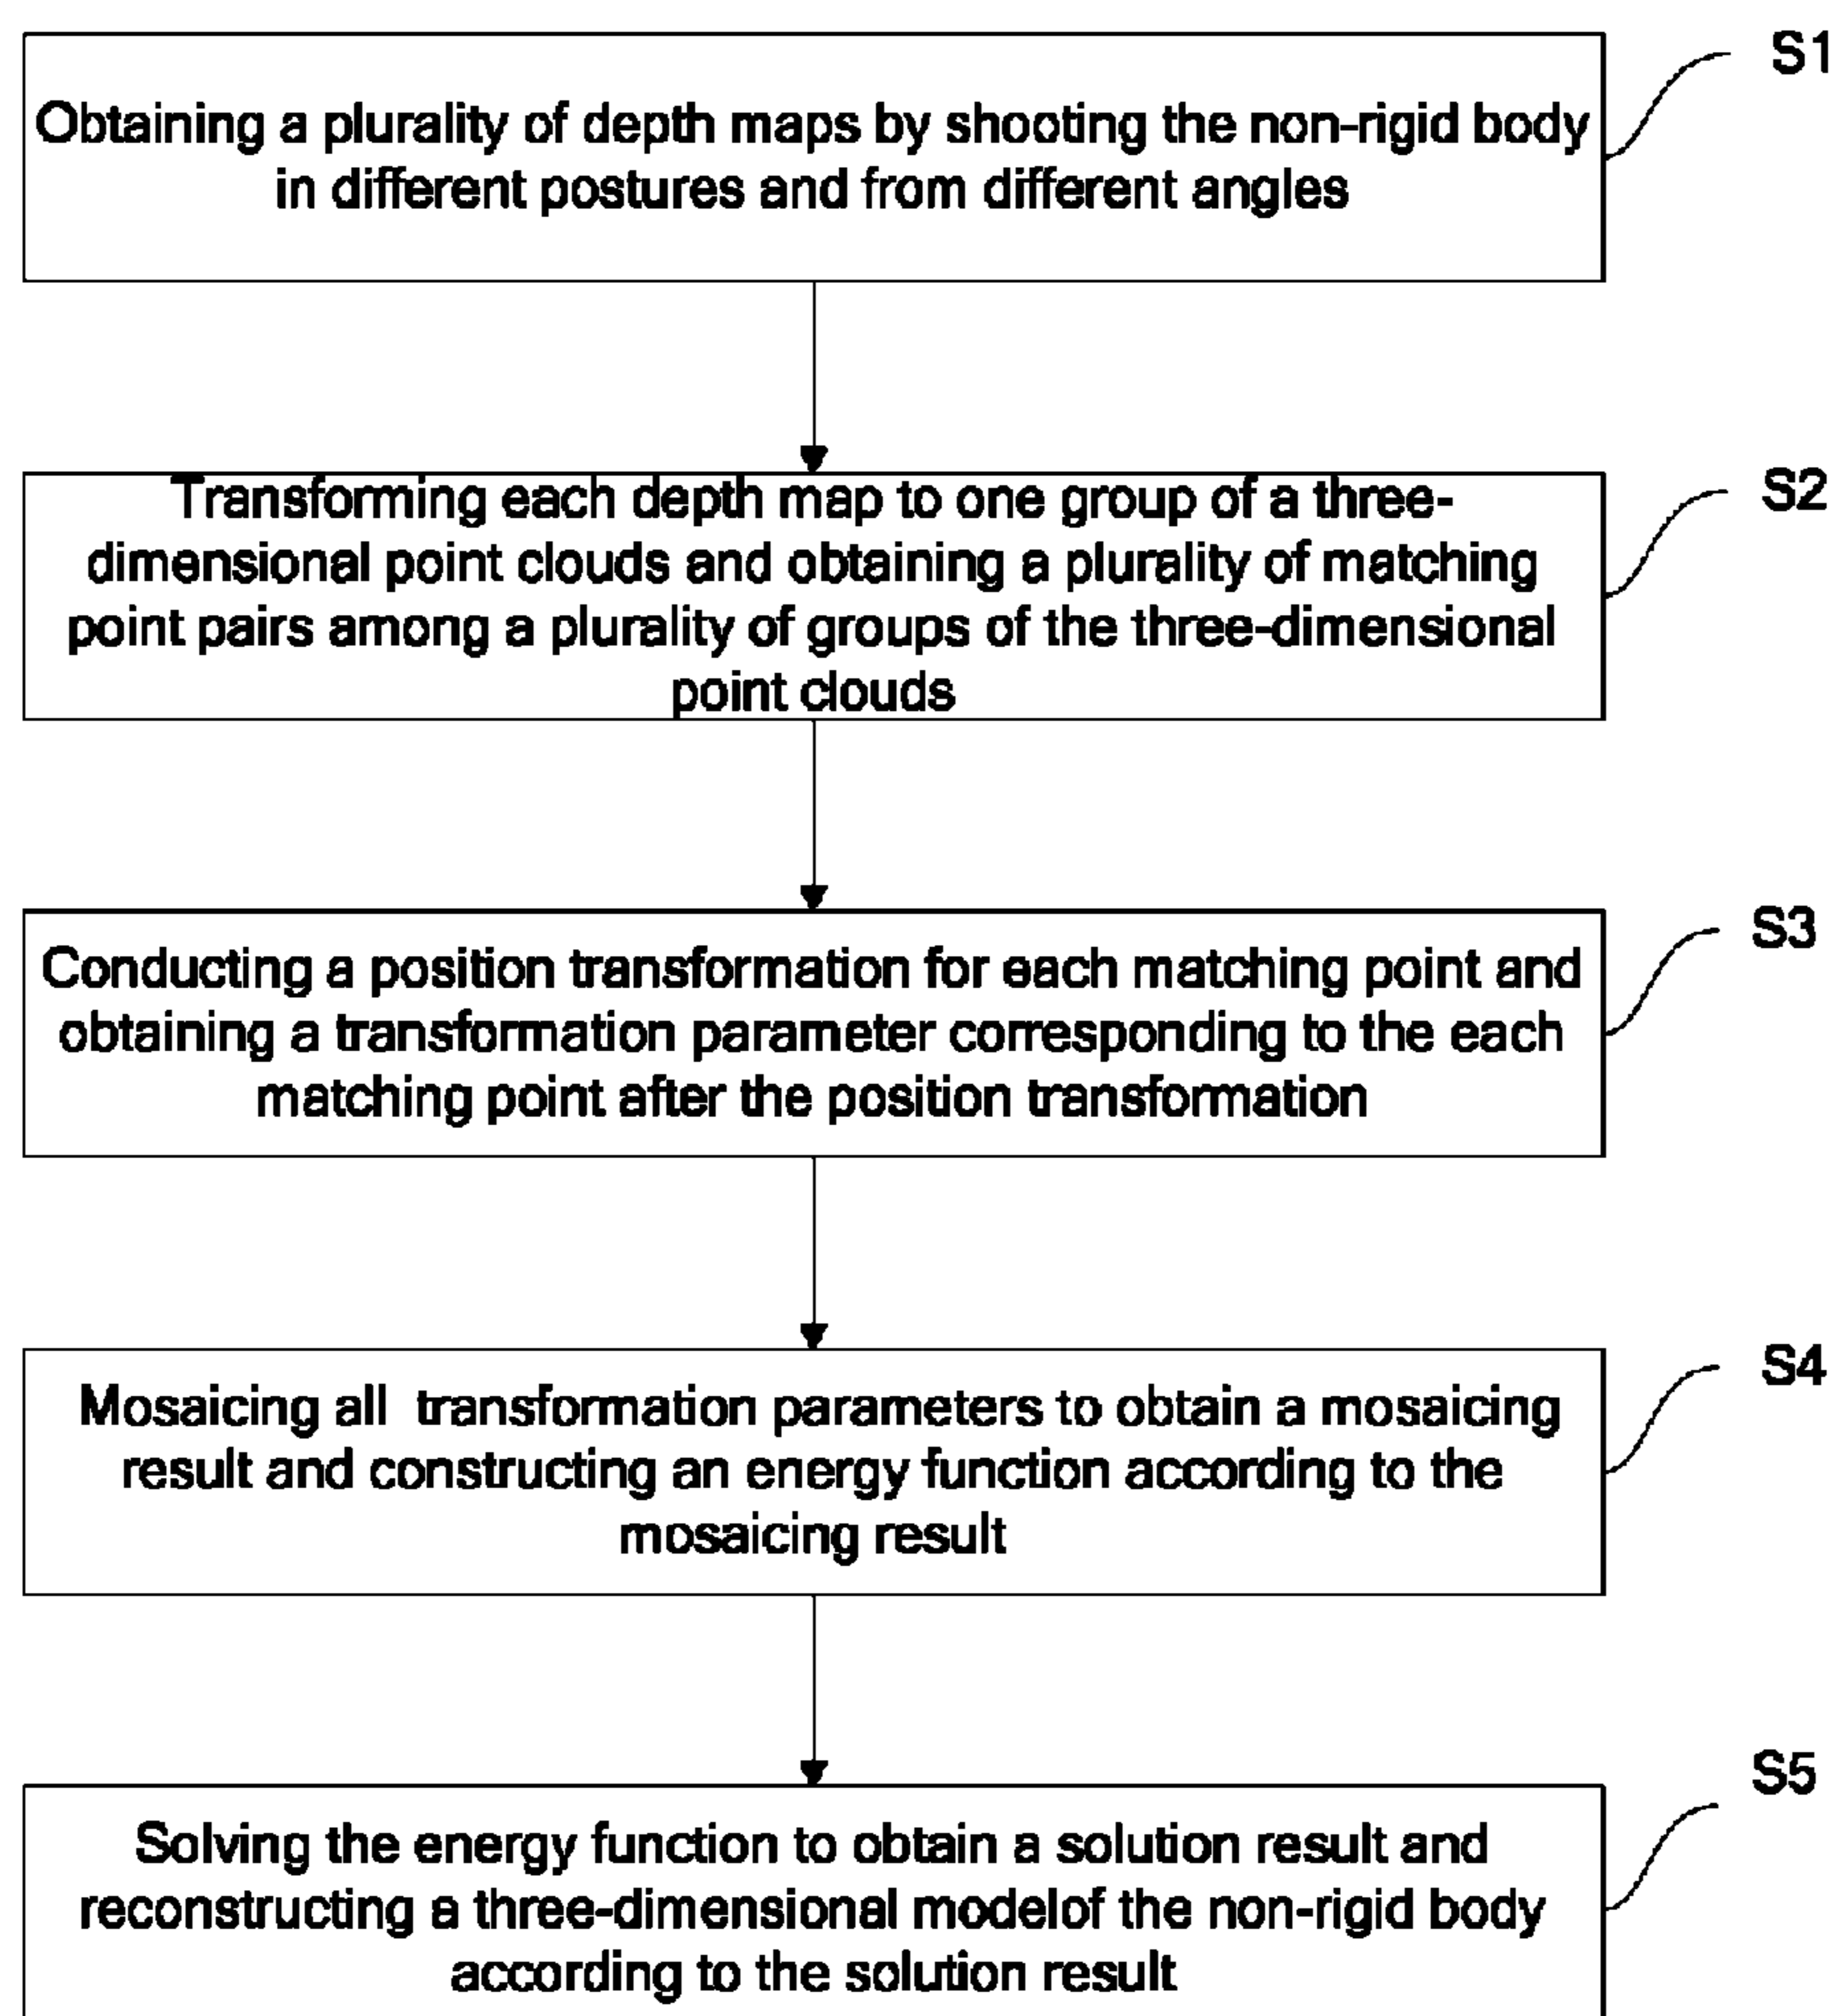 S1
Obtaining a plurality of depth maps by shooting the non-rigid body
in different postures and from different angles
S2
Transforming each depth map to one group of a three-
dimensional point clouds and obtaining a plurality of matching
point pairs among a plurality of groups of the three-dimensional
point clouds
S3
Conducting a position transformation for each matching point and
obtaining a transformation parameter corresponding to the each
matching point after the position transformation
S4
Mosaicing all transformation parameters to obtain a mosaicing
result and constructing an energy function according to the
mosaicing result
S5
Solving the energy function to obtain a solution result and
reconstructing a three-dimensional modelof the non-rigid body
according to the solution result